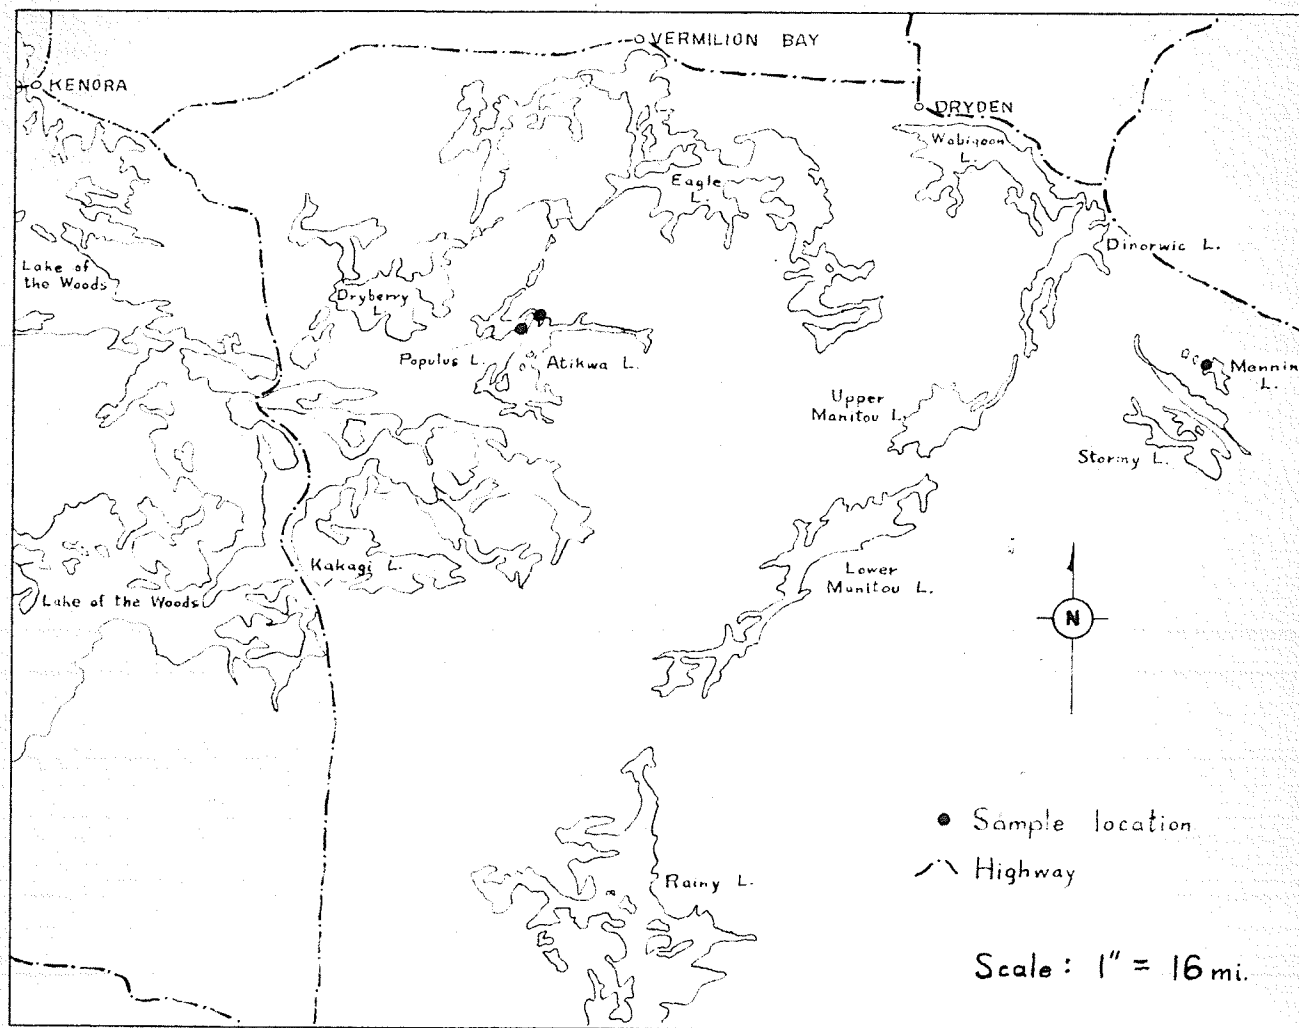 VERMILION BAY
KENORA
DRYDEN
Wabigoon
L.
Eagle
L.
Dinorwic L.
Lake of
the Woods
Dryberry
L.
Populus L.
Atikwa L.
Mennin
L.
Upper
Manitou L.
Stormy L.
Kakagi L.
Lower
Manitou L.
Lake of the Woods
N
Sample location
Highway
Rainy L.
Scale: 1" = 16 mi.